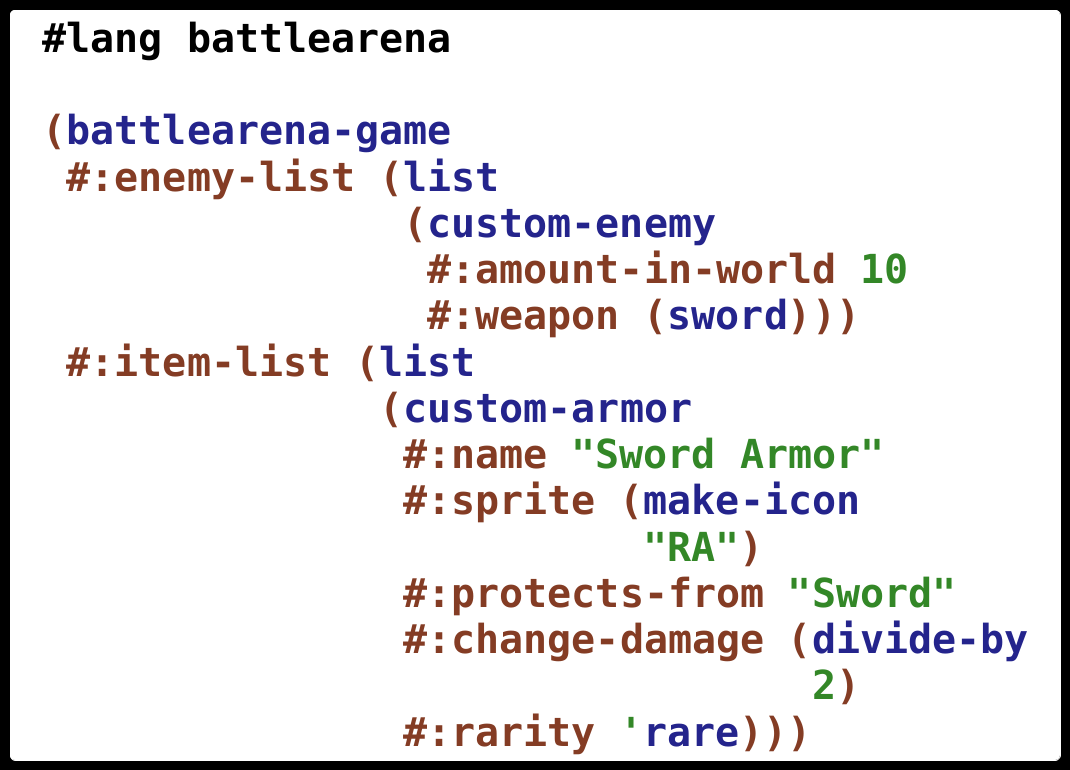 #lang battlearena
(battlearena-game
#:enemy-list (list
(custom-enemy
#:amount-in-world 10
#:weapon (sword)))
#:item-list (list
(custom-armor
#:name "Sword Armor"
#:sprite (make-icon
"RA")
#:protects-from "Sword"
#:change-damage (divide-by
2)
#:rarity 'rare)))